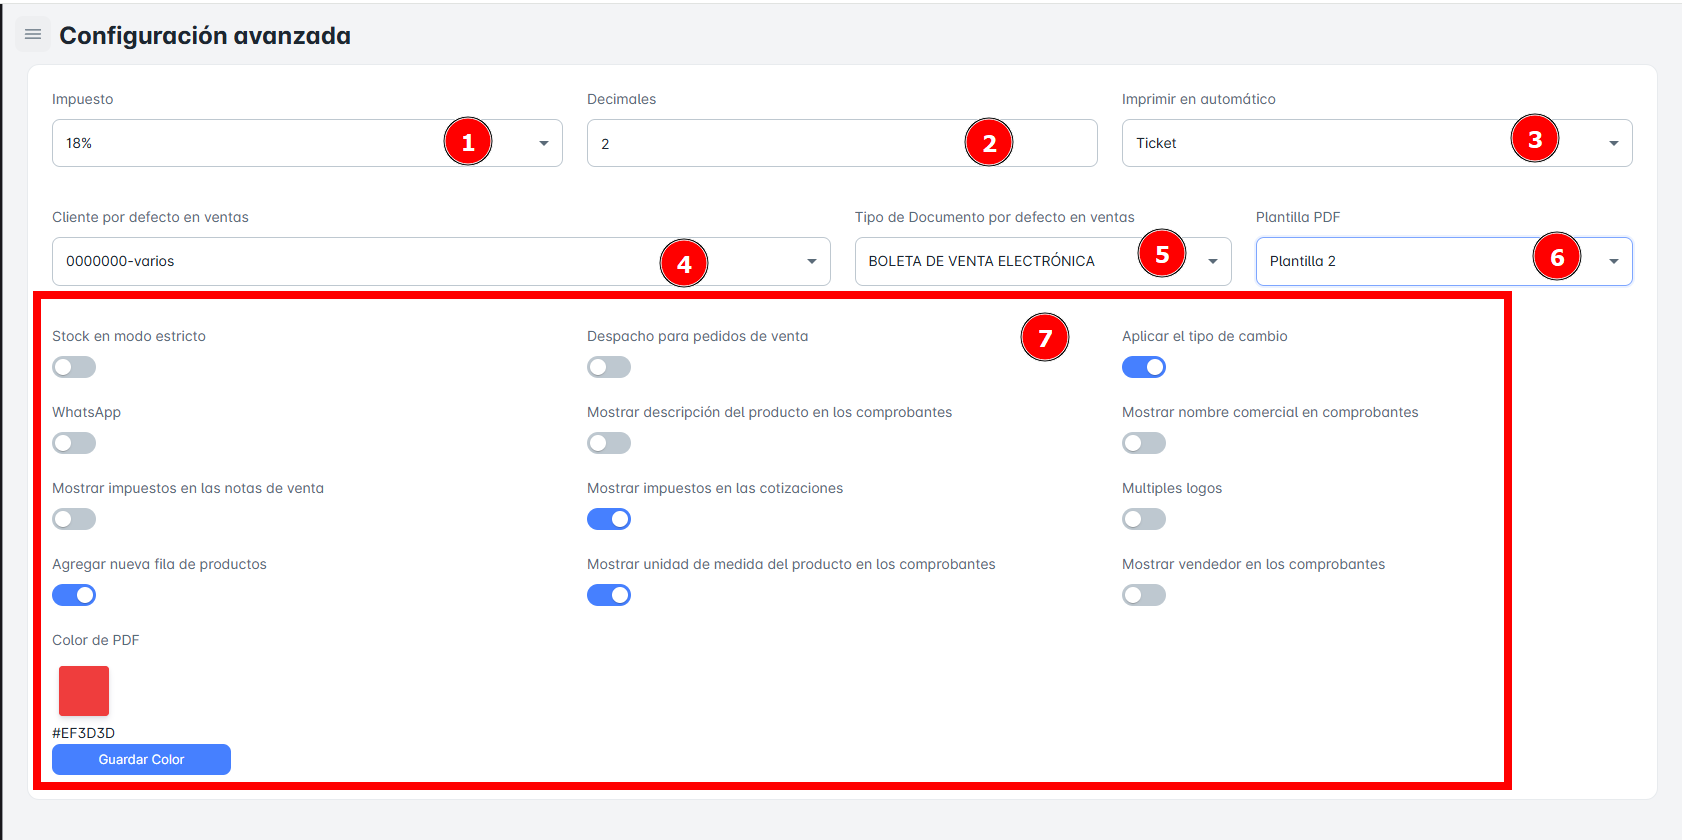 Configuración avanzada
Impuesto
Decimales
Imprimir en automático
18%
1
2
2
Ticket
3
Cliente por defecto en ventas
Tipo de Documento por defecto en ventas
Plantilla PDF
0000000-varios
4
BOLETA DE VENTA ELECTRÓNICA
5
Plantilla 2
6
Stock en modo estricto
Despacho para pedidos de venta
7
Aplicar el tipo de cambio
WhatsApp
Mostrar descripción del producto en los comprobantes
Mostrar nombre comercial en comprobantes
Mostrar impuestos en las notas de venta
Mostrar impuestos en las cotizaciones
Multiples logos
Agregar nueva fila de productos
Mostrar unidad de medida del producto en los comprobantes
Mostrar vendedor en los comprobantes
Color de PDF
#EF3D3D
Guardar Color